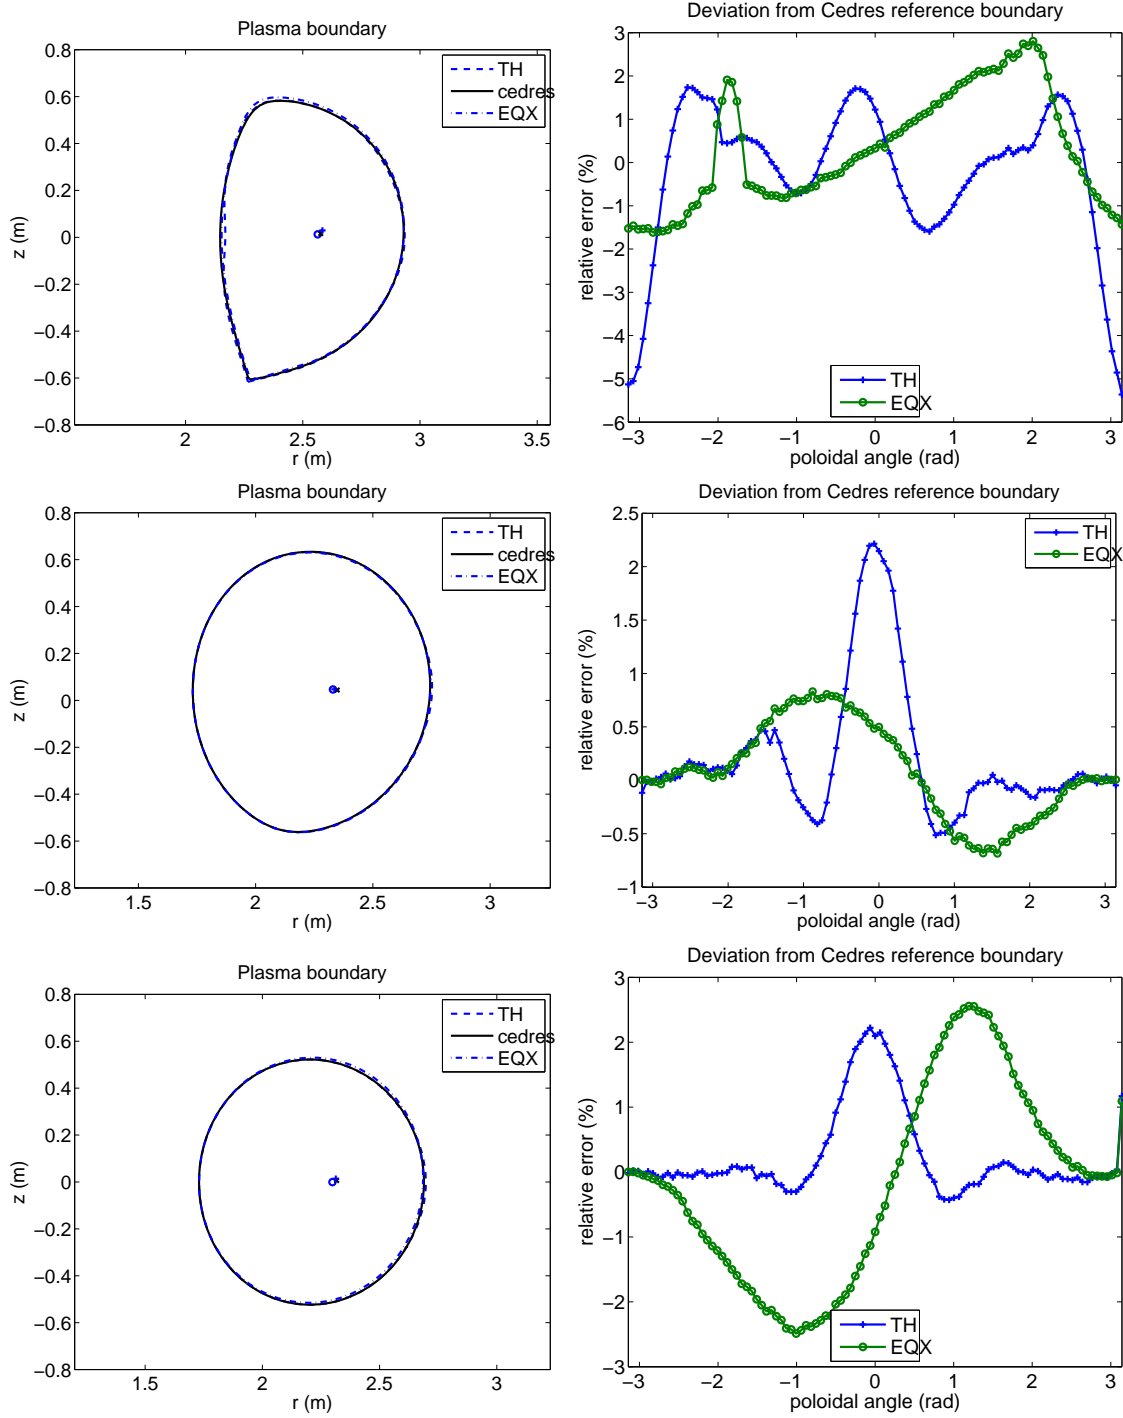 Plasma boundary
0.8
0.6
0.4
0.2
0
−0.2
−0.4
−0.6
−0.8
z (m)
2
2.5
3
3.5
r (m)
TH
cedres
EQX
Deviation from Cedres reference boundary
3
2
1
0
−1
−2
−3
−4
−5
−6
relative error (%)
−3
−2
−1
0
1
2
3
poloidal angle (rad)
TH
EQX
Plasma boundary
0.8
0.6
0.4
0.2
0
−0.2
−0.4
−0.6
−0.8
z (m)
1.5
2
2.5
3
r (m)
TH
cedres
EQX
Deviation from Cedres reference boundary
2.5
2
1.5
1
0.5
0
−0.5
−1
relative error (%)
−3
−2
−1
0
1
2
3
poloidal angle (rad)
TH
EQX
Plasma boundary
0.8
0.6
0.4
0.2
0
−0.2
−0.4
−0.6
−0.8
z (m)
1.5
2
2.5
3
r (m)
TH
cedres
EQX
Deviation from Cedres reference boundary
3
2
1
0
−1
−2
−3
relative error (%)
−3
−2
−1
0
1
2
3
poloidal angle (rad)
TH
EQX